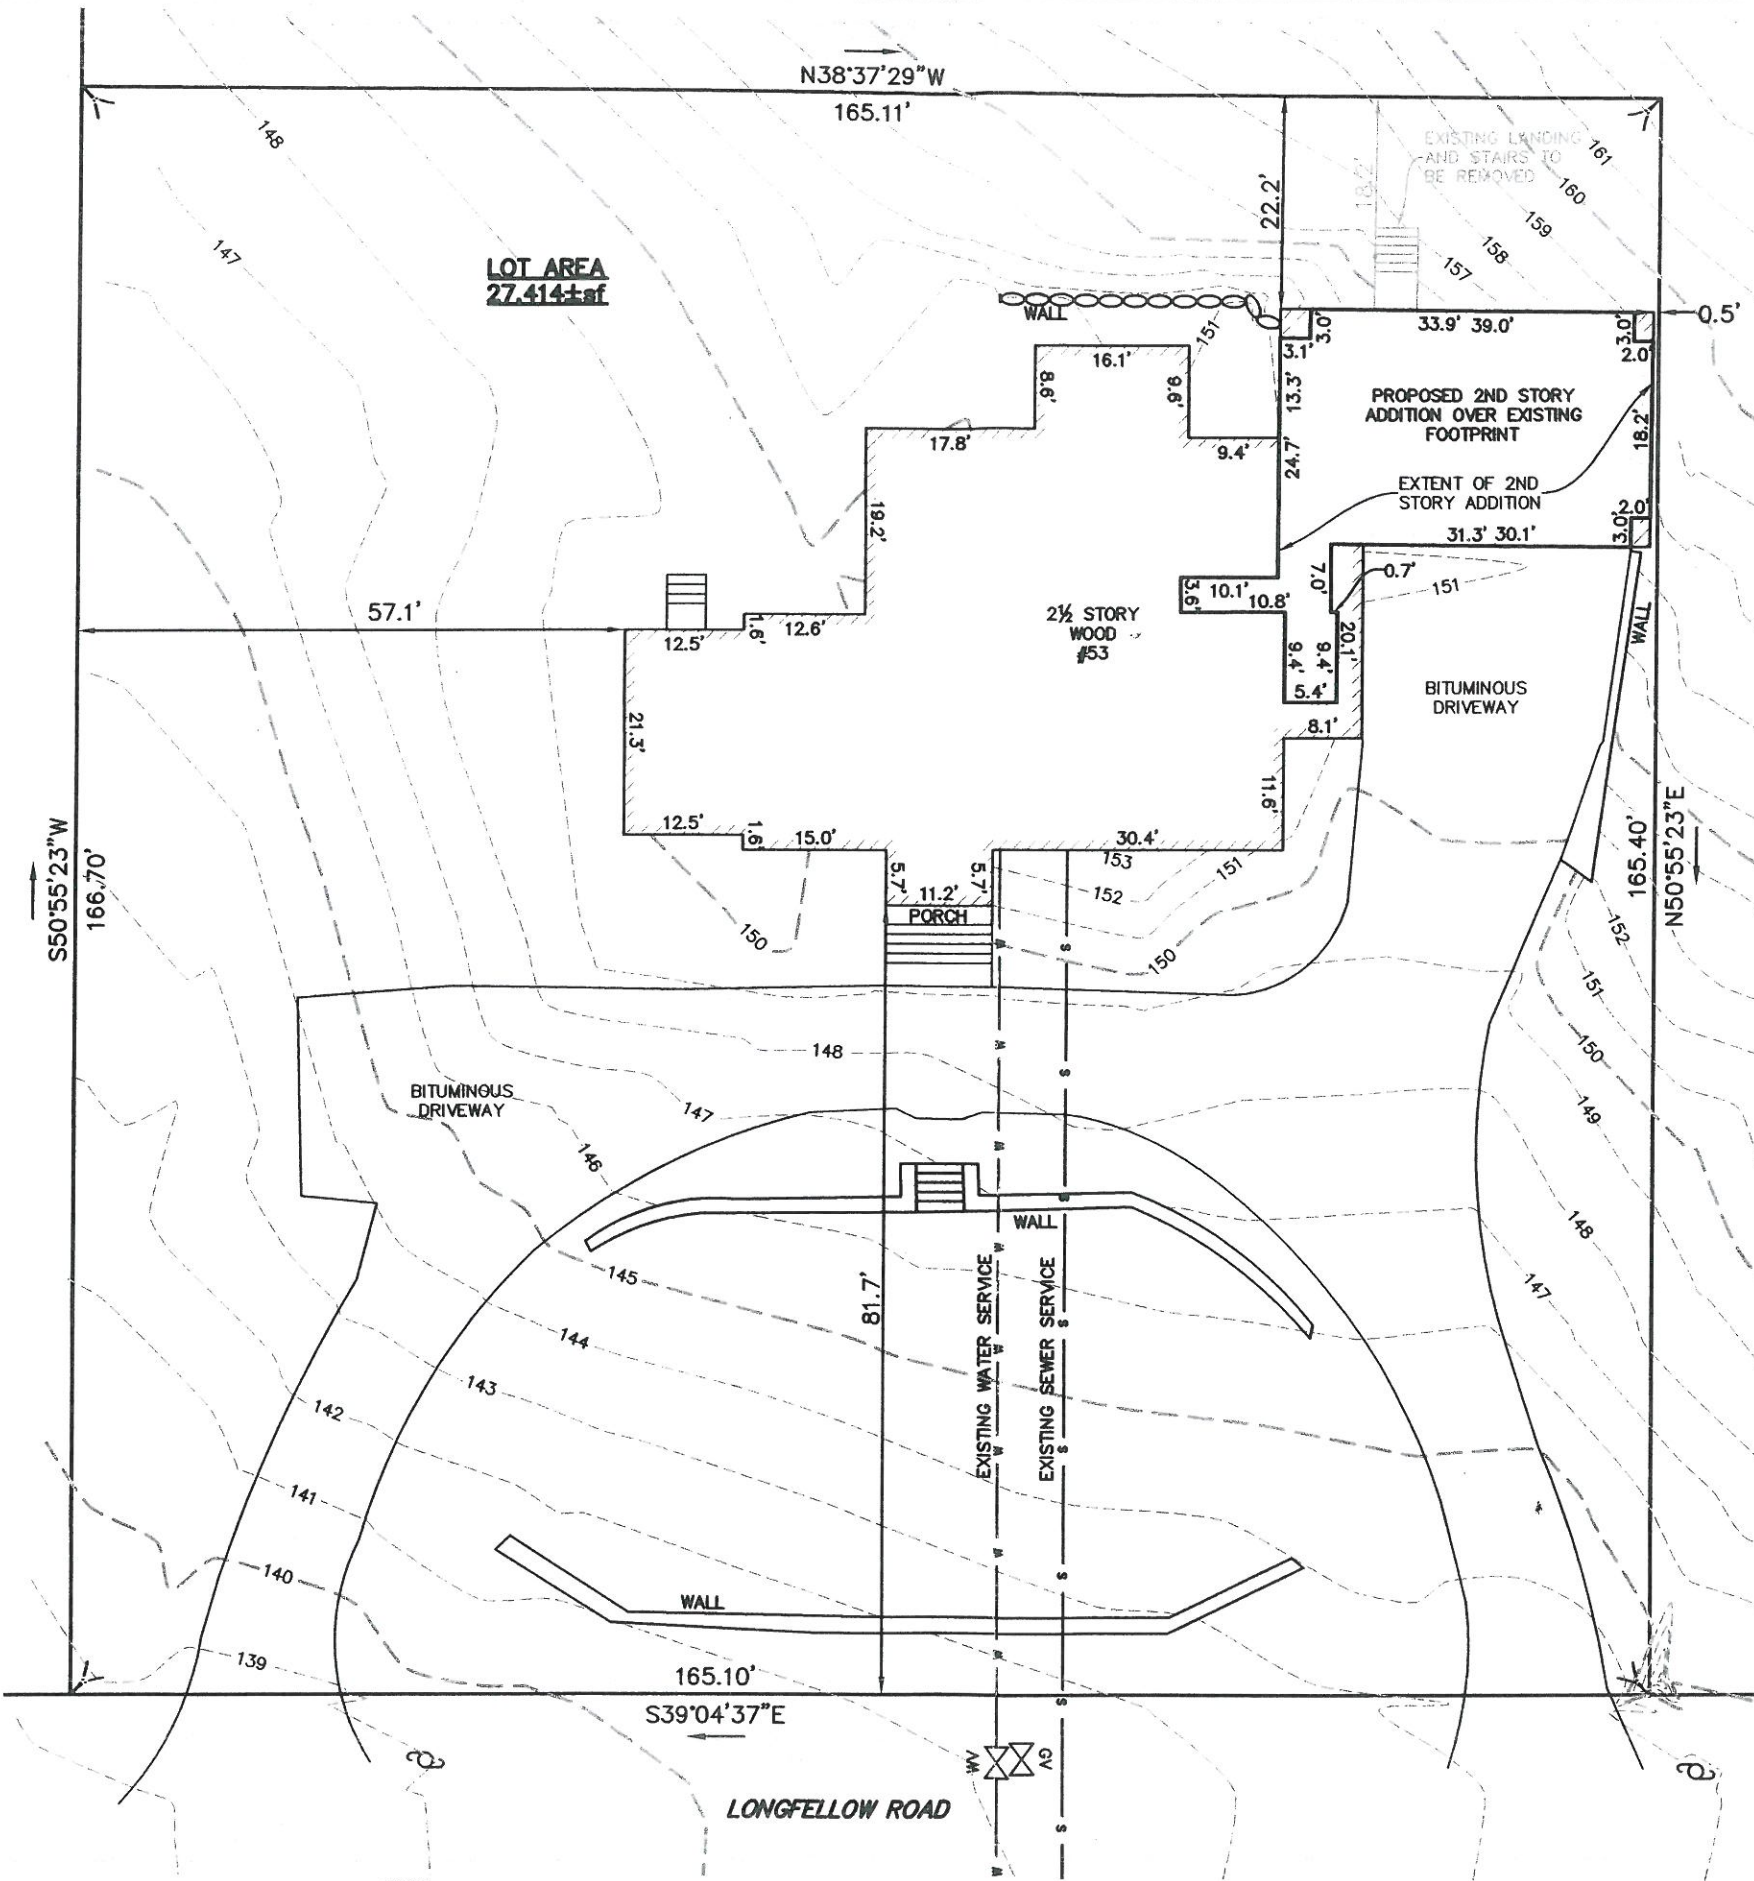 N38°37'29"W
165.11'
148
147
LOT AREA
27,414±sf
22.2'
18.2'
EXISTING LANDING
AND STAIRS TO
BE REMOVED
161
160
159
158
157
WALL
151
0.5'
33.9' 39.0'
3.0'
3.0'
3.1'
2.0'
16.1'
8.6'
9.6'
13.3'
PROPOSED 2ND STORY
ADDITION OVER EXISTING
FOOTPRINT
18.2'
17.8'
9.4'
24.7'
EXTENT OF 2ND
STORY ADDITION
2.0'
3.0'
31.3' 30.1'
19.2'
57.1'
12.5'
1.6'
12.6'
3.6'
10.1'
10.8'
7.0'
0.7'
151
2½ STORY
WOOD
#53
9.4'
9.4'
20.1'
5.4'
8.1'
WALL
BITUMINOUS
DRIVEWAY
21.3'
11.6'
12.5'
1.6'
15.0'
30.4'
153
151
152
150
5.7'
5.7'
11.2'
PORCH
150
S50°55'23"W
166.70'
165.40'
N50°55'23"E
152
151
150
149
148
147
148
147
146
BITUMINOUS
DRIVEWAY
WALL
145
144
143
142
141
140
139
81.7'
EXISTING WATER SERVICE
EXISTING SEWER SERVICE
W
W
W
W
W
W
W
W
W
S
S
S
S
S
S
S
S
WALL
165.10'
S39°04'37"E
WV
GV
LONGFELLOW ROAD